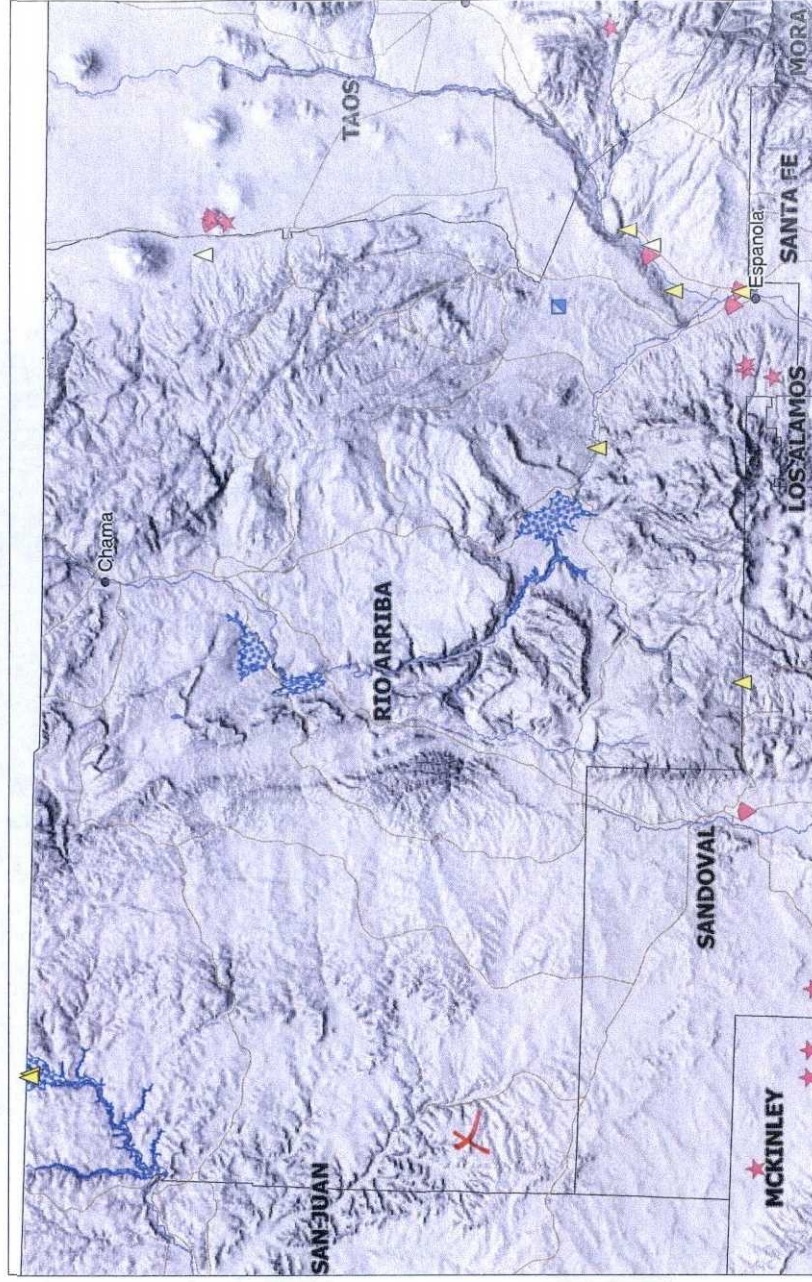 Chama
TAOS
RIO ARRIBA
SAN JUAN
Espanola
SANTA FE
MORA
LOS ALAMOS
SANDOVAL
MCKINLEY